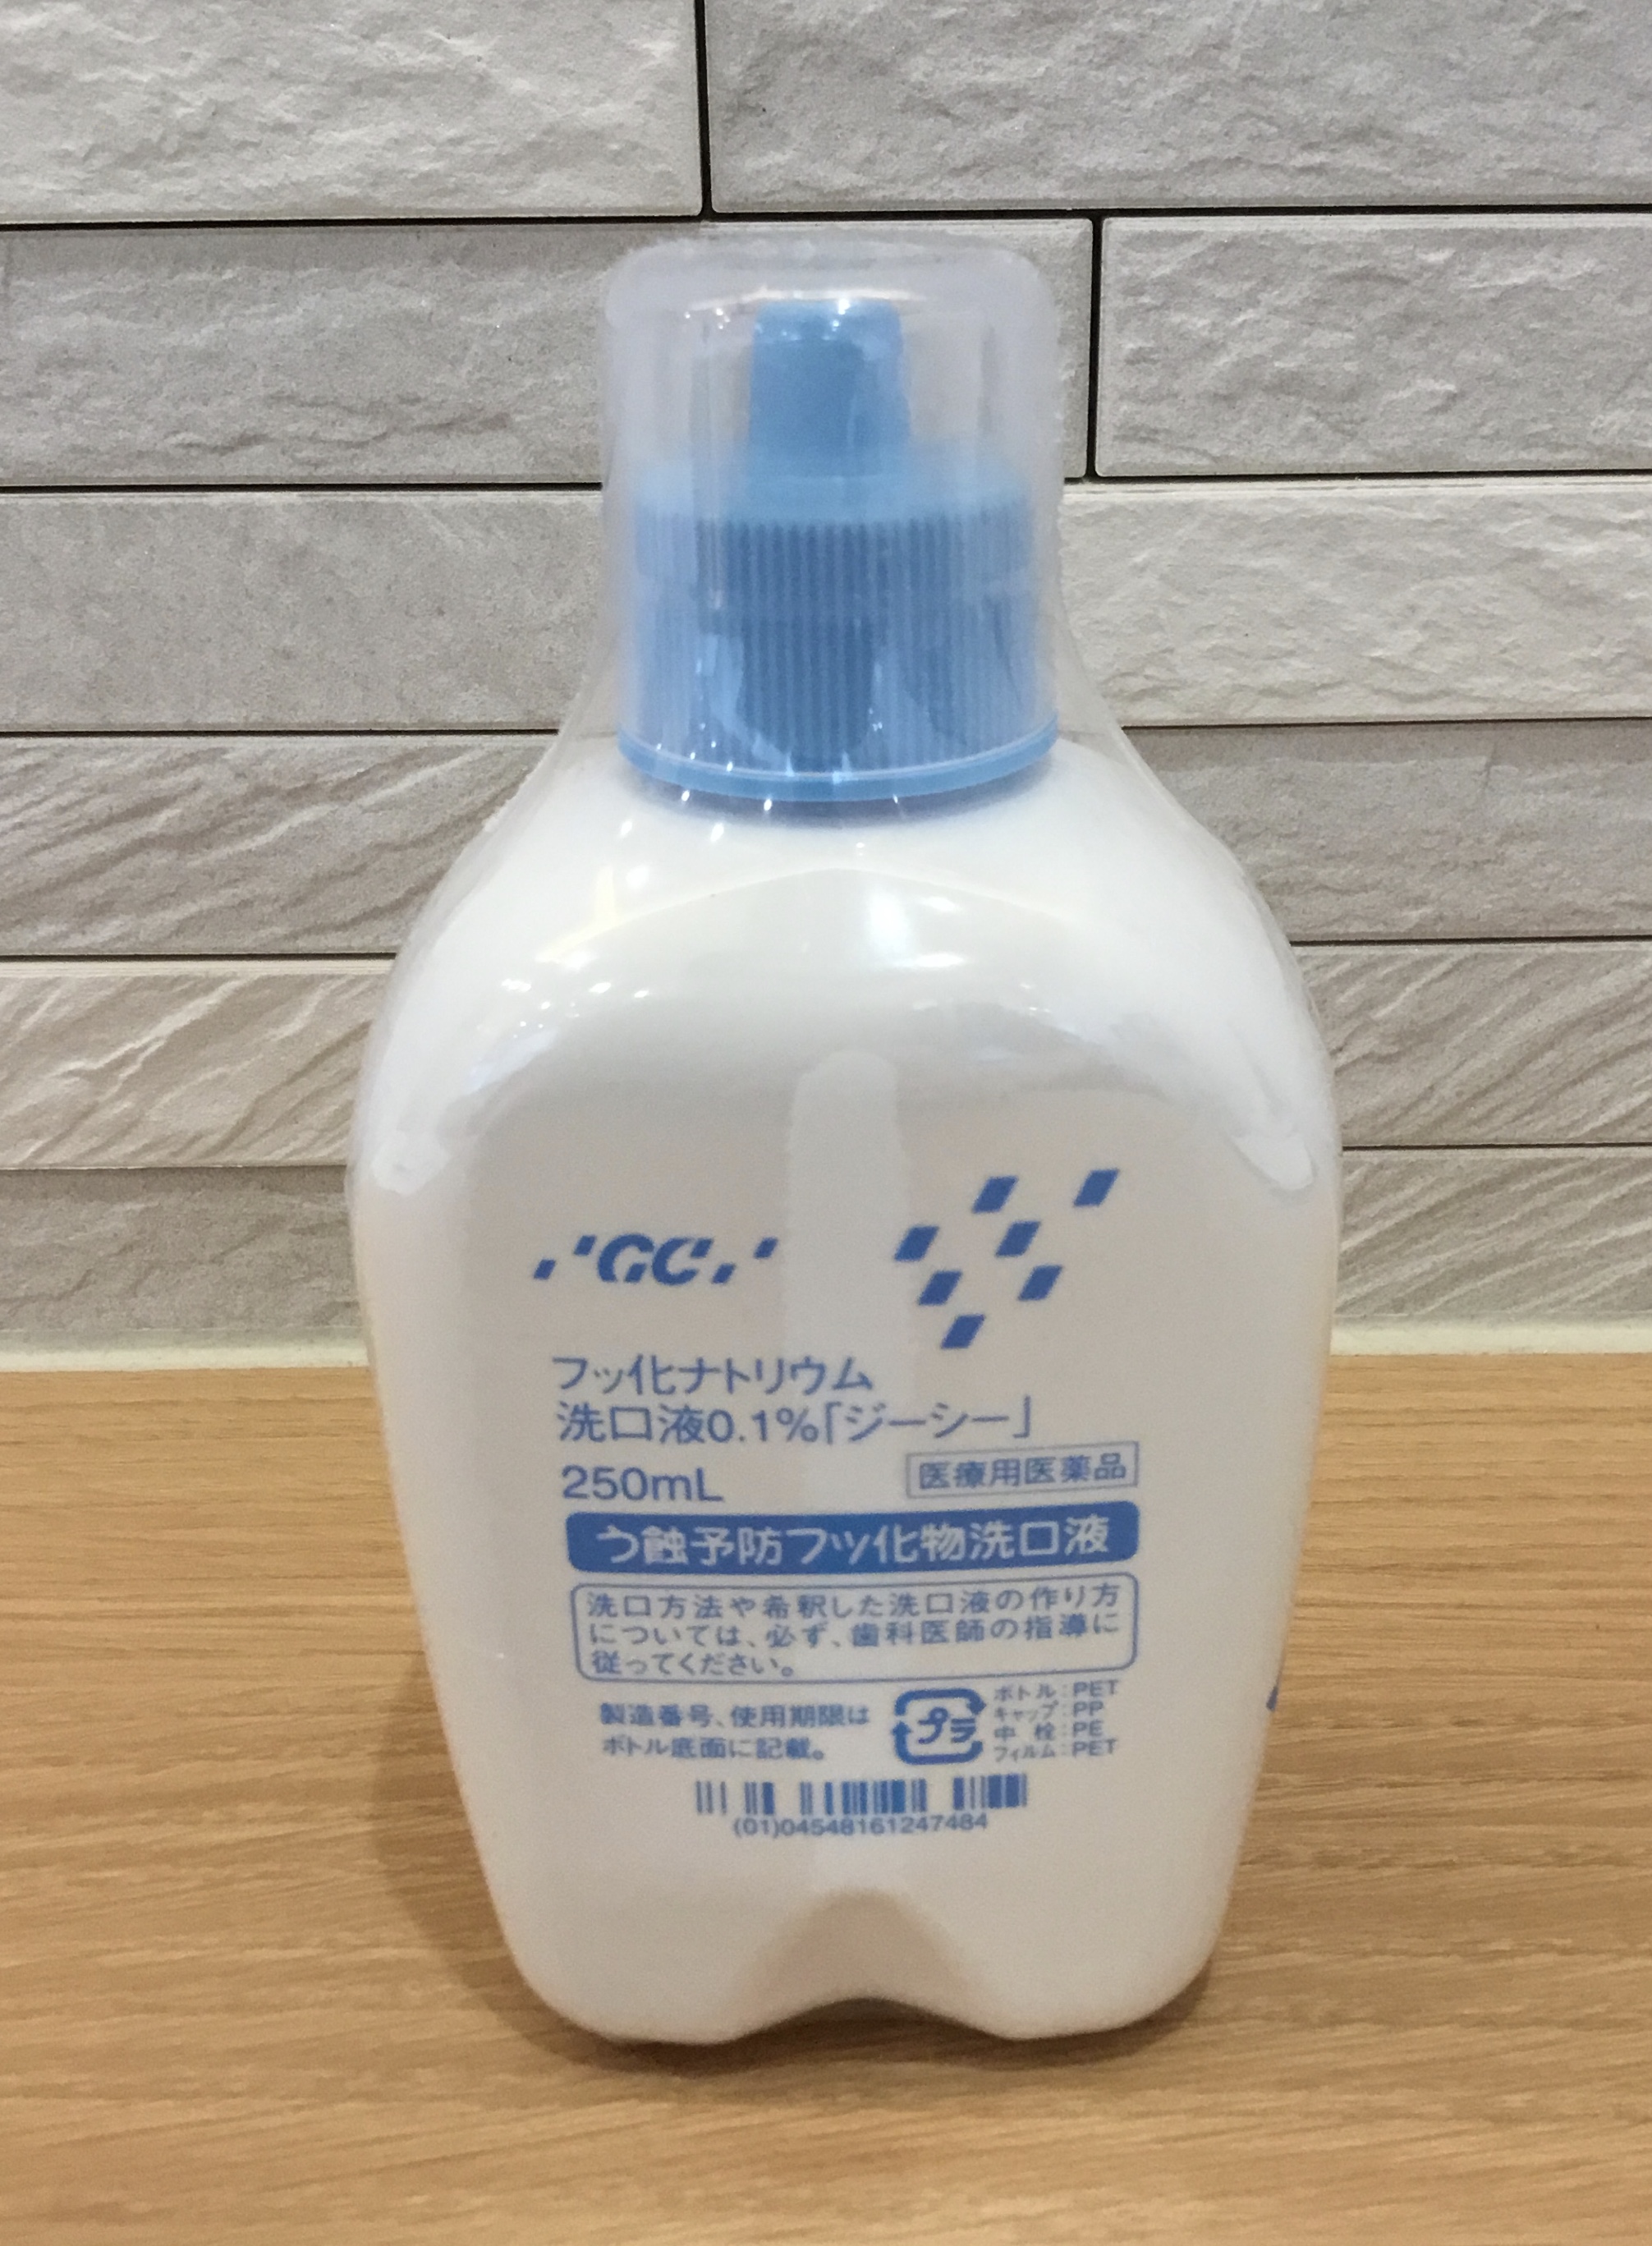 GC
フッ化ナトリウム
洗口液0.1%「ジーシー」
250mL
医療用医薬品
う蝕予防フッ化物洗口液
洗口方法や希釈した洗口液の作り方
については、必ず、歯科医師の指導に
従ってください。
製造番号、使用期限は
ボトル底面に記載。
プラ
ボトル:PET
キャップ:PP
中栓:PE
フィルム:PET
(01)04548161247484